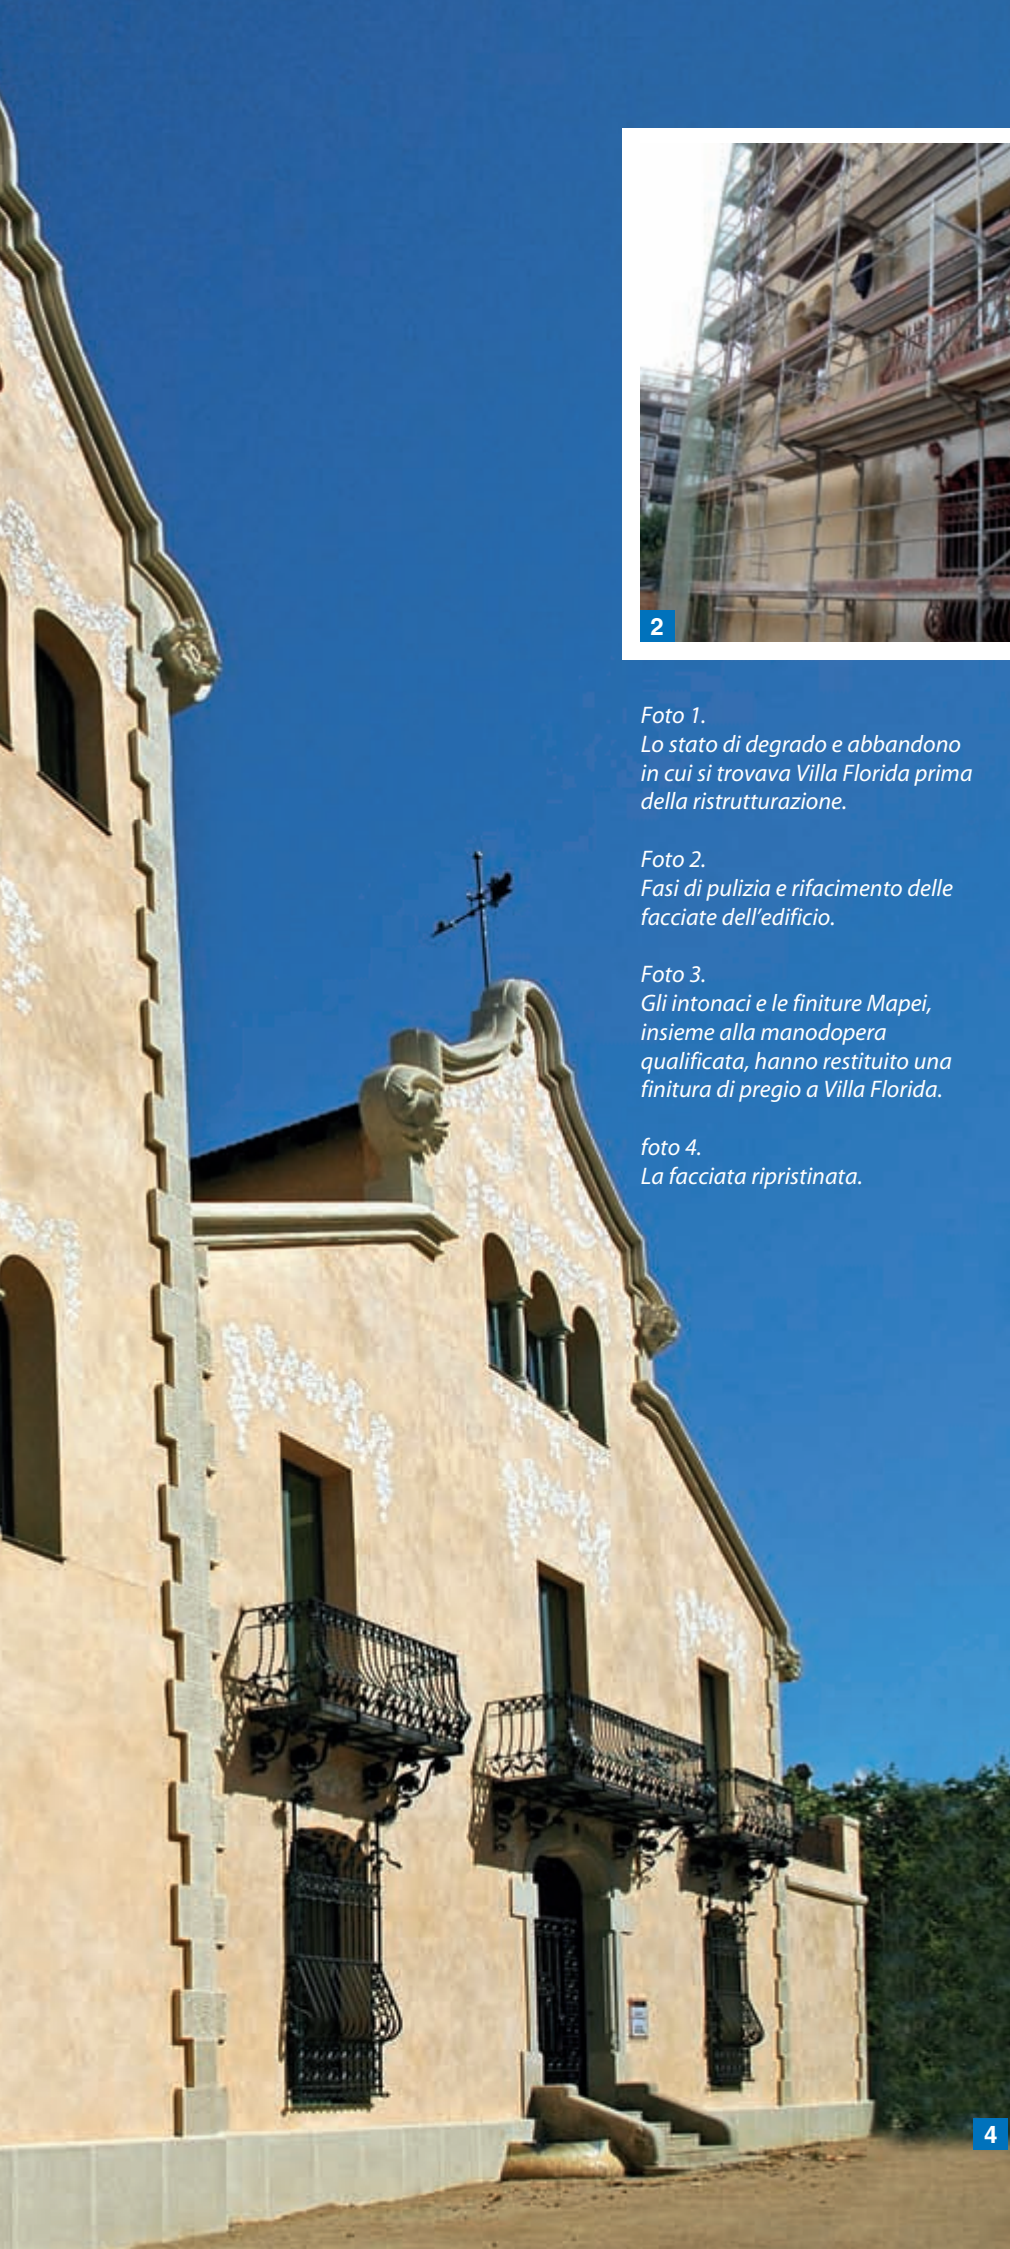 2
Foto 1.
Lo stato di degrado e abbandono
in cui si trovava Villa Florida prima
della ristrutturazione.
Foto 2.
Fasi di pulizia e rifacimento delle
facciate dell’edificio.
Foto 3.
Gli intonaci e le finiture Mapei,
insieme alla manodopera
qualificata, hanno restituito una
finitura di pregio a Villa Florida.
foto 4.
La facciata ripristinata.
4